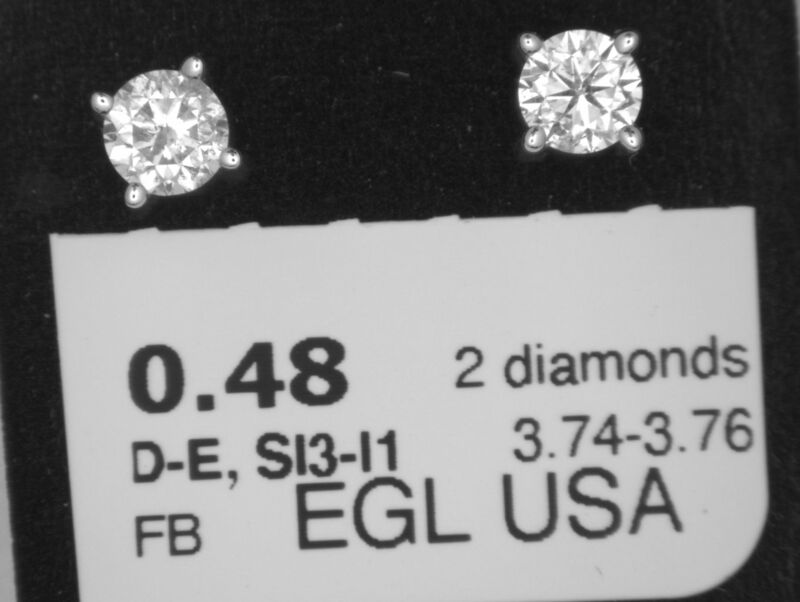 0.48 2 diamonds
D-E, SI3-I1 3.74-3.76
FB EGL USA